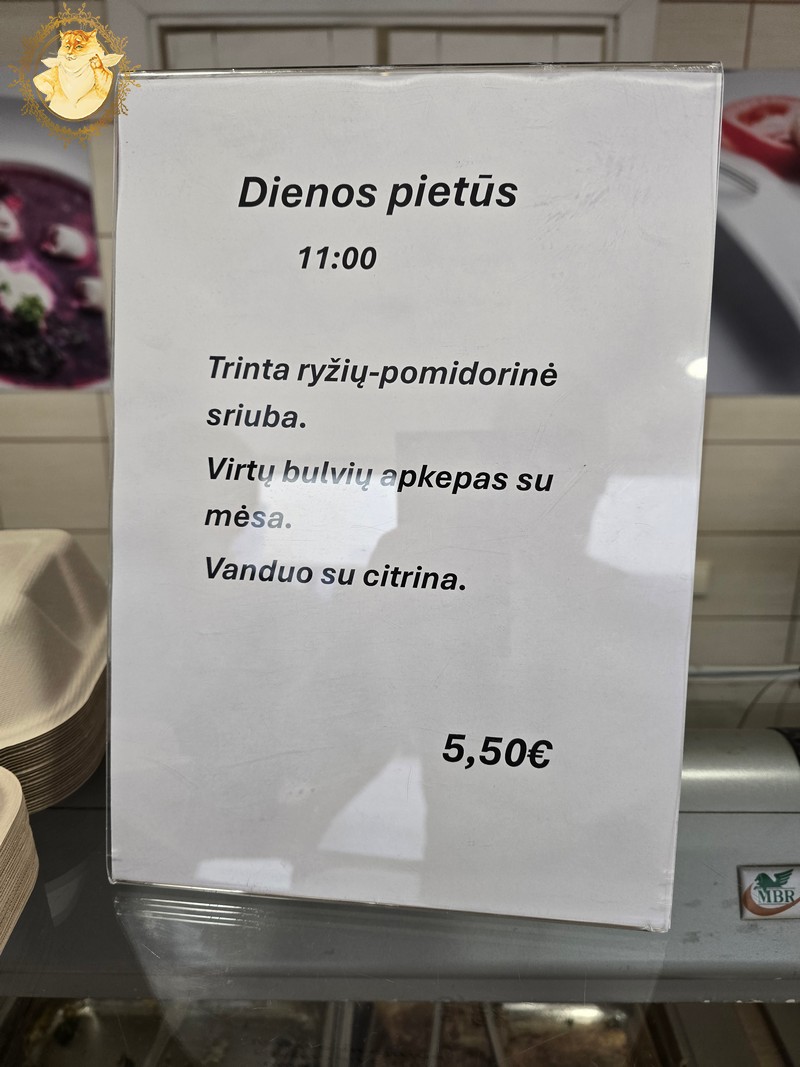 Dienos pietūs
11:00
Trinta ryžių-pomidorinė
sriuba.
Virtų bulvių apkepas su
mėsa.
Vanduo su citrina.
5,50€
MBR